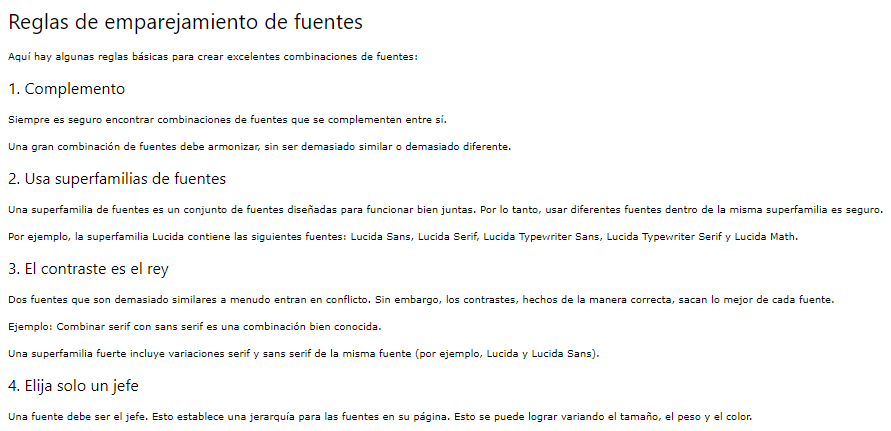 Reglas de emparejamiento de fuentes
Aquí hay algunas reglas básicas para crear excelentes combinaciones de fuentes:
1. Complemento
Siempre es seguro encontrar combinaciones de fuentes que se complementen entre sí.
Una gran combinación de fuentes debe armonizar, sin ser demasiado similar o demasiado diferente.
2. Usa superfamilias de fuentes
Una superfamilia de fuentes es un conjunto de fuentes diseñadas para funcionar bien juntas. Por lo tanto, usar diferentes fuentes dentro de la misma superfamilia es seguro.
Por ejemplo, la superfamilia Lucida contiene las siguientes fuentes: Lucida Sans, Lucida Serif, Lucida Typewriter Sans, Lucida Typewriter Serif y Lucida Math.
3. El contraste es el rey
Dos fuentes que son demasiado similares a menudo entran en conflicto. Sin embargo, los contrastes, hechos de la manera correcta, sacan lo mejor de cada fuente.
Ejemplo: Combinar serif con sans serif es una combinación bien conocida.
Una superfamilia fuerte incluye variaciones serif y sans serif de la misma fuente (por ejemplo, Lucida y Lucida Sans).
4. Elija solo un jefe
Una fuente debe ser el jefe. Esto establece una jerarquía para las fuentes en su página. Esto se puede lograr variando el tamaño, el peso y el color.